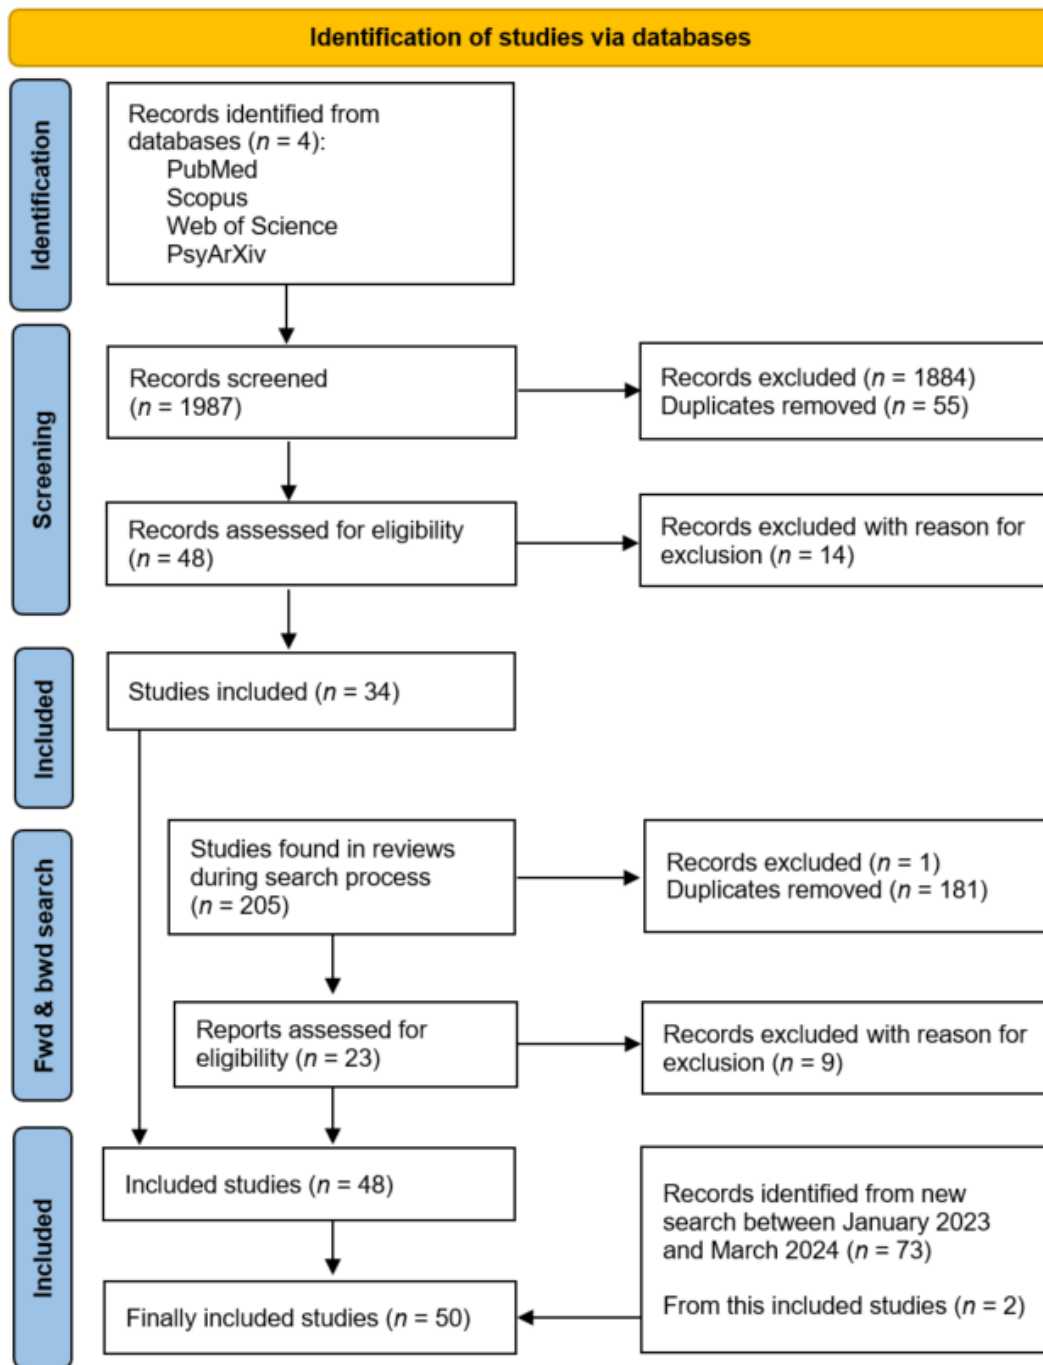 Identification of studies via databases
Identification
Records identified from
databases (n = 4):
PubMed
Scopus
Web of Science
PsyArXiv
Screening
Records screened
(n = 1987)
Records excluded (n = 1884)
Duplicates removed (n = 55)
Records assessed for eligibility
(n = 48)
Records excluded with reason for
exclusion (n = 14)
Included
Studies included (n = 34)
Fwd & bwd search
Studies found in reviews
during search process
(n = 205)
Records excluded (n = 1)
Duplicates removed (n = 181)
Reports assessed for
eligibility (n = 23)
Records excluded with reason for
exclusion (n = 9)
Included
Included studies (n = 48)
Records identified from new
search between January 2023
and March 2024 (n = 73)
From this included studies (n = 2)
Finally included studies (n = 50)